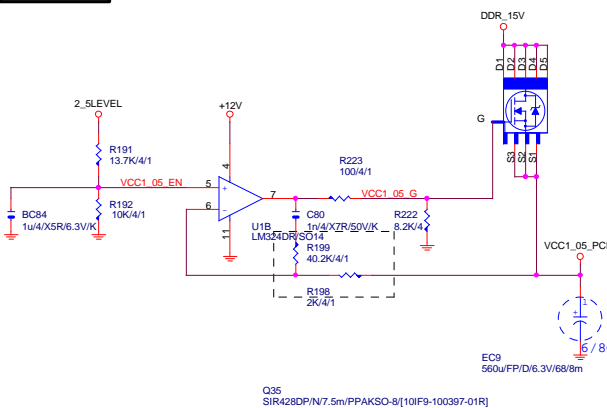 DDR_15V
D1
D2
D3
D4
D5
G
S3
S2
S1
2_5LEVEL
+12V
R191
13.7K/4/1
VCC1_05_EN
R192
10K/4/1
BC84
1u/4/X5R/6.3V/K
4
5
6
7
11
+
-
U1B
LM324DR/SO14
R223
100/4/1
VCC1_05_G
C80
1n/4/X7R/50V/K
R222
8.2K/4
R199
40.2K/4/1
R198
2K/4/1
VCC1_05_PCH
1
+
EC9
560u/FP/D/6.3V/68/8m
Q35
SIR428DP/N/7.5m/PPAKSO-8/[10IF9-100397-01R]